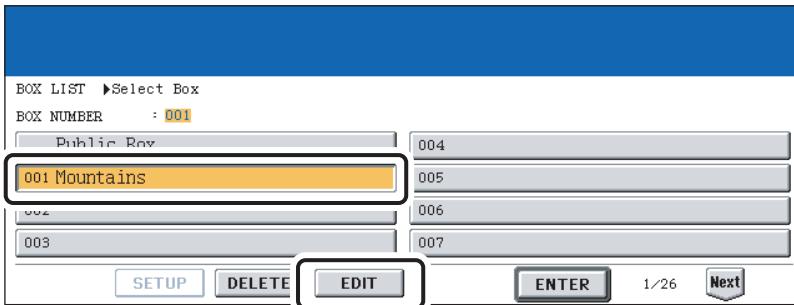 BOX LIST ▶Select Box
BOX NUMBER : 001
Public Box
004
001 Mountains
005
002
006
003
007
SETUP DELETE EDIT ENTER 1/26 Next